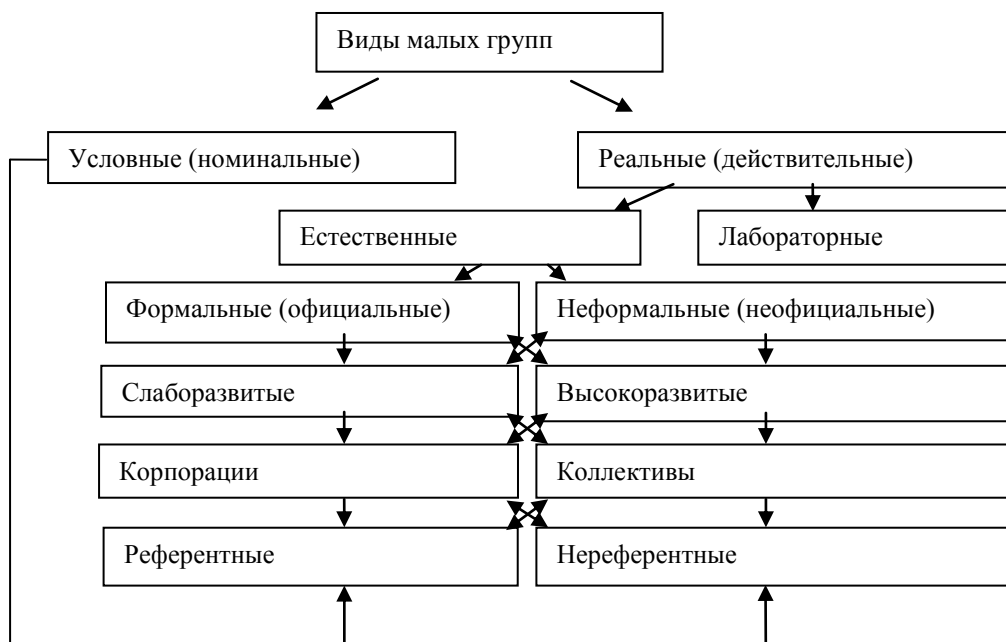 Виды малых групп
Условные (номинальные)
Реальные (действительные)
Естественные
Лабораторные
Формальные (официальные)
Неформальные (неофициальные)
Слаборазвитые
Высокоразвитые
Корпорации
Коллективы
Референтные
Нереферентные